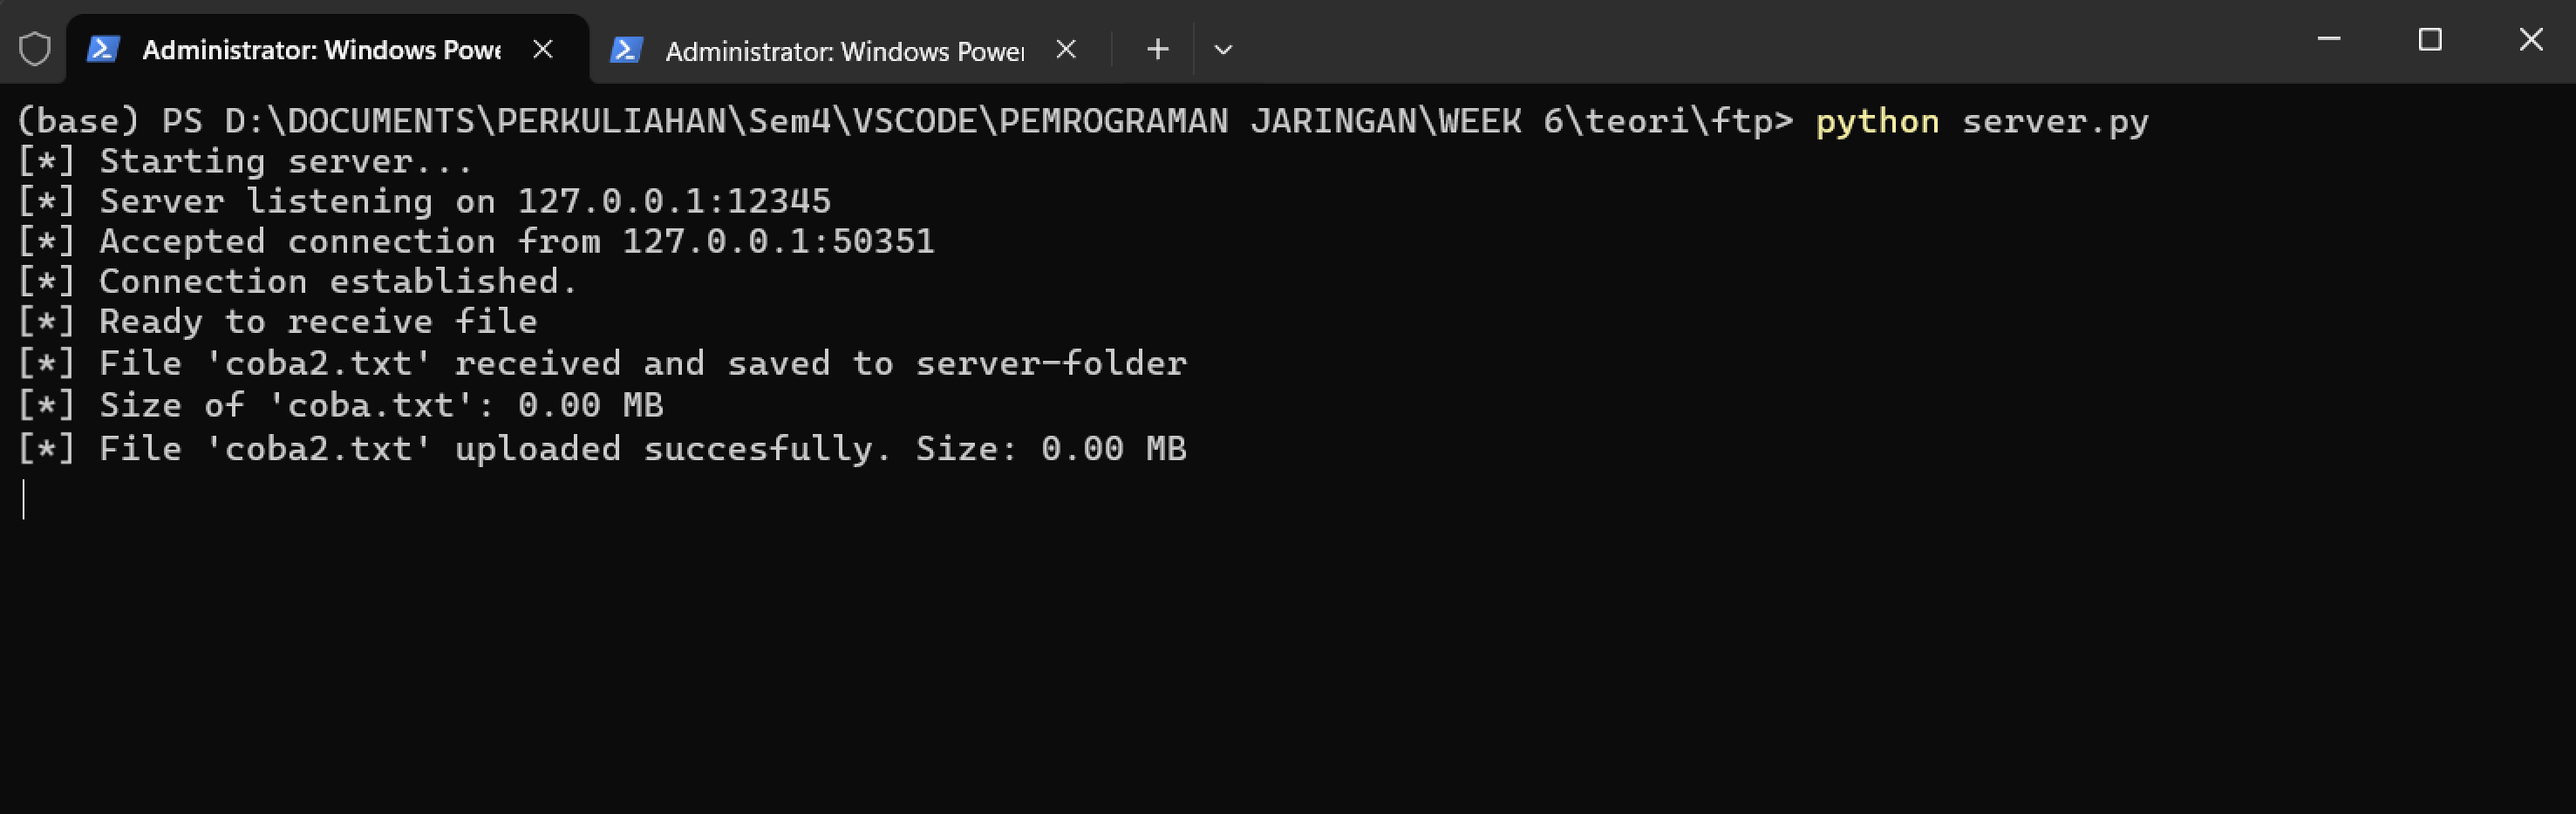 Administrator: Windows Powe
Administrator: Windows Power
(base) PS D:\DOCUMENTS\PERKULIAHAN\Sem4\VSCODE\PEMROGRAMAN JARINGAN\WEEK 6\teori\ftp> python server.py
[*] Starting server...
[*] Server listening on 127.0.0.1:12345
[*] Accepted connection from 127.0.0.1:50351
[*] Connection established.
[*] Ready to receive file
[*] File 'coba2.txt' received and saved to server-folder
[*] Size of 'coba.txt': 0.00 MB
[*] File 'coba2.txt' uploaded succesfully. Size: 0.00 MB